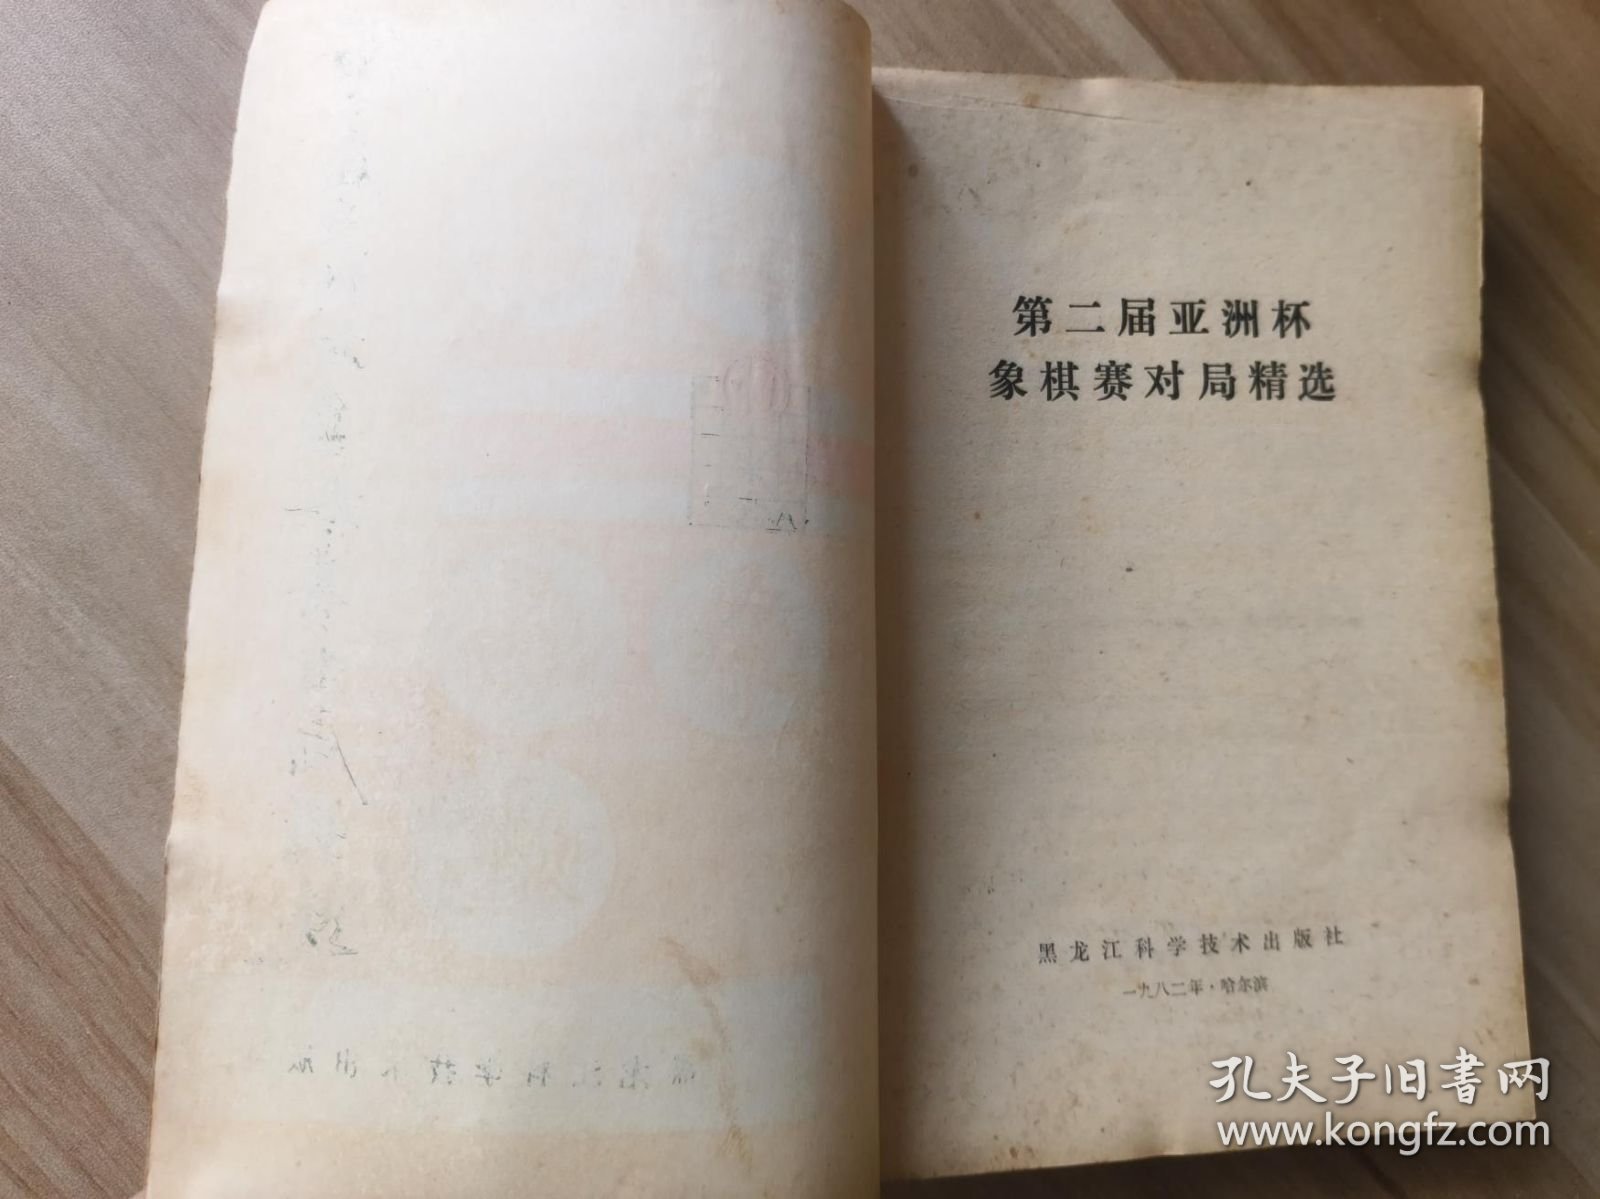 第二届亚洲杯
象棋赛对局精选
黑龙江科学技术出版社
一九八二年·哈尔滨
孔夫子旧书网
www.kongfz.com